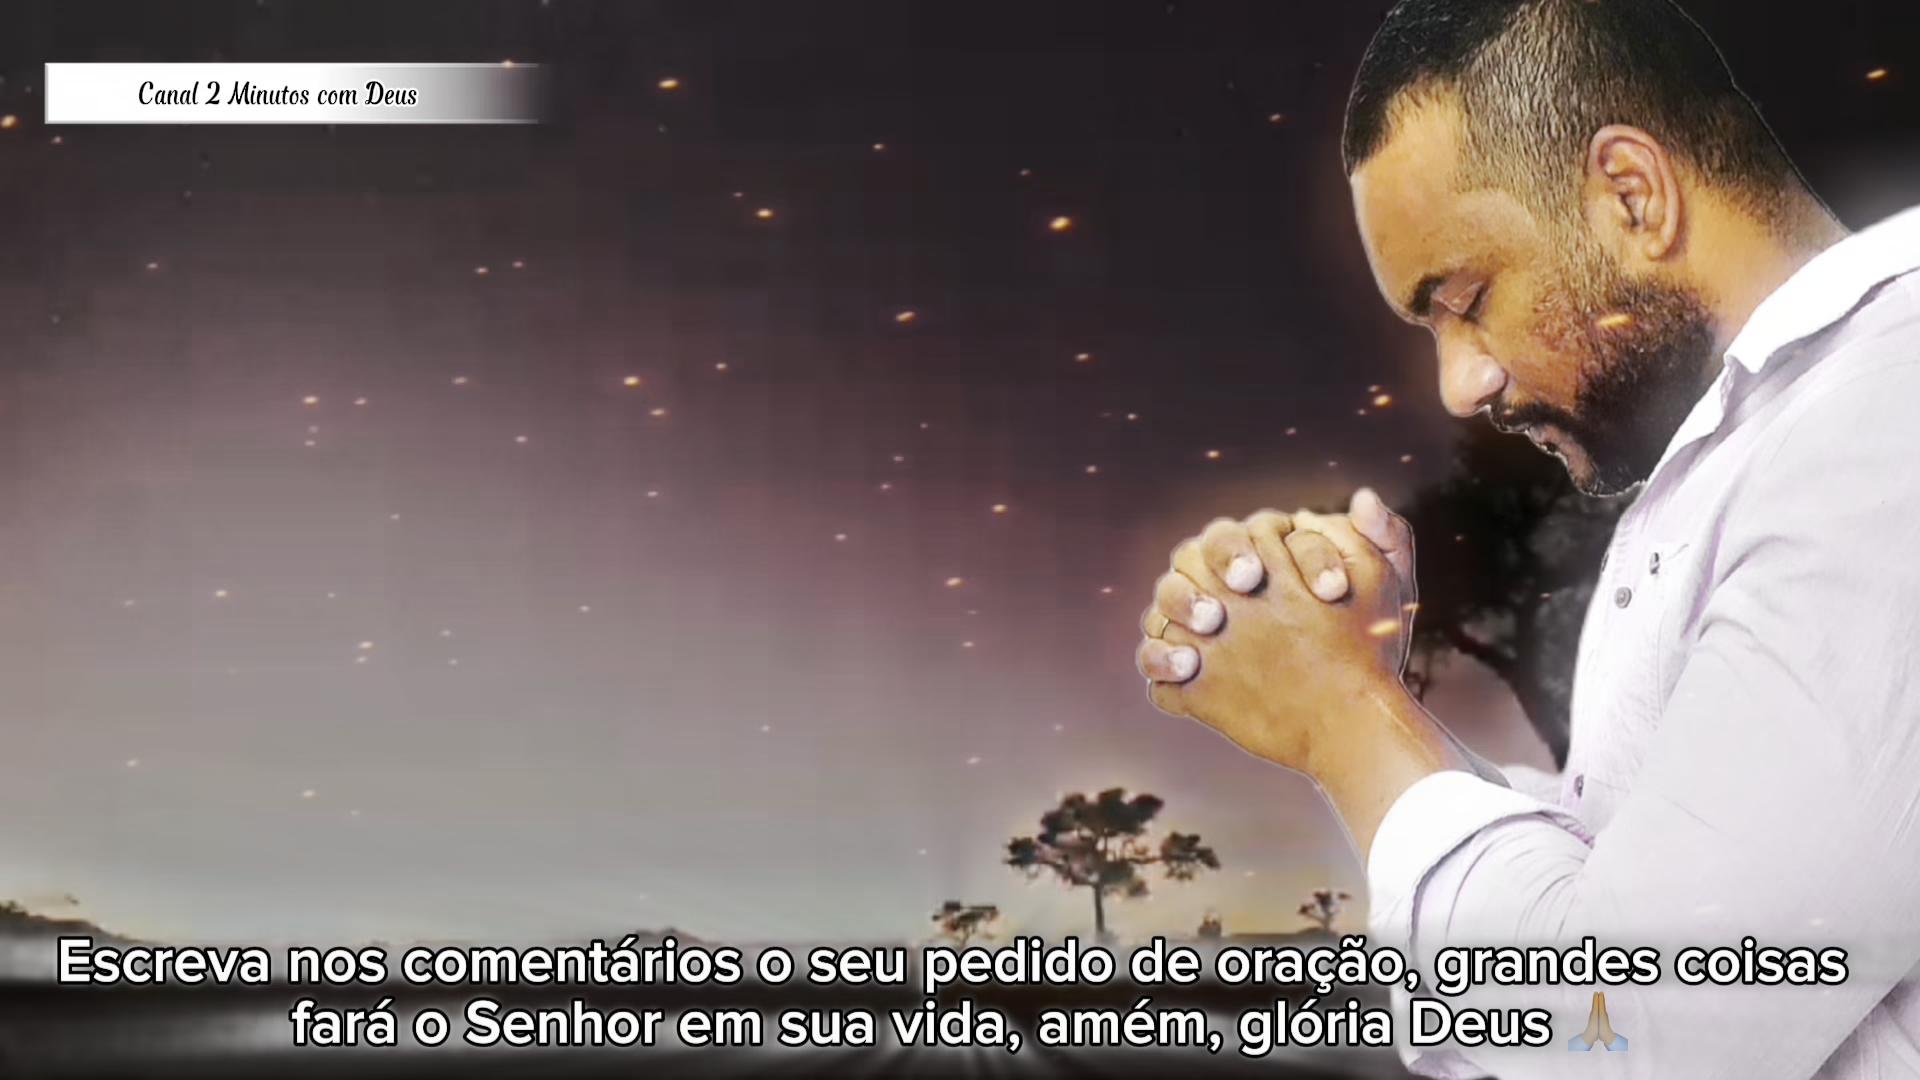 Canal 2 Minutos com Deus
Escreva nos comentários o seu pedido de oração, grandes coisas
fará o Senhor em sua vida, amém, glória Deus 🙏🏽